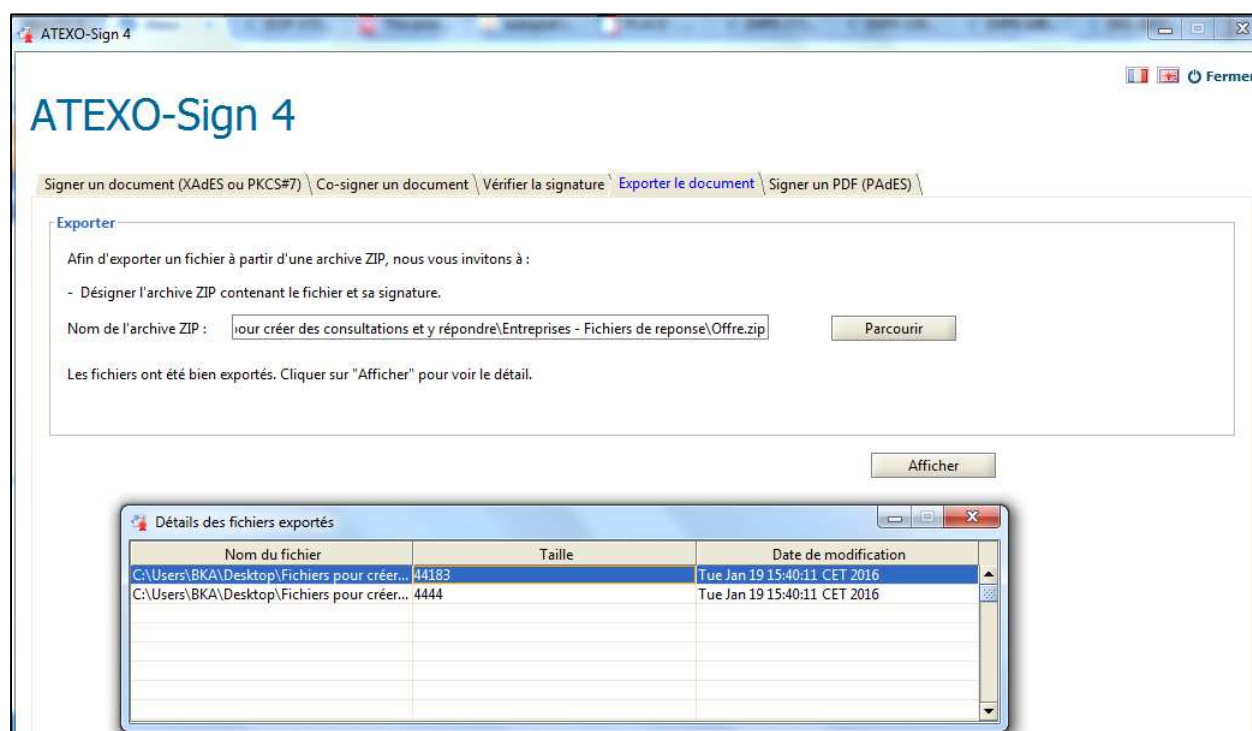 ATEXO-Sign 4
Fermer
ATEXO-Sign 4
Signer un document (XAdES ou PKCS#7) Co-signer un document Vérifier la signature Exporter le document Signer un PDF (PAdES)
Exporter
Afin d'exporter un fichier à partir d'une archive ZIP, nous vous invitons à :
- Désigner l'archive ZIP contenant le fichier et sa signature.
Nom de l'archive ZIP : our créer des consultations et y répondre\Entreprises - Fichiers de reponse\Offre.zip Parcourir
Les fichiers ont été bien exportés. Cliquer sur "Afficher" pour voir le détail.
Afficher
Détails des fichiers exportés
Nom du fichier Taille Date de modification
C:\Users\BKA\Desktop\Fichiers pour créer... 44183 Tue Jan 19 15:40:11 CET 2016
C:\Users\BKA\Desktop\Fichiers pour créer... 4444 Tue Jan 19 15:40:11 CET 2016